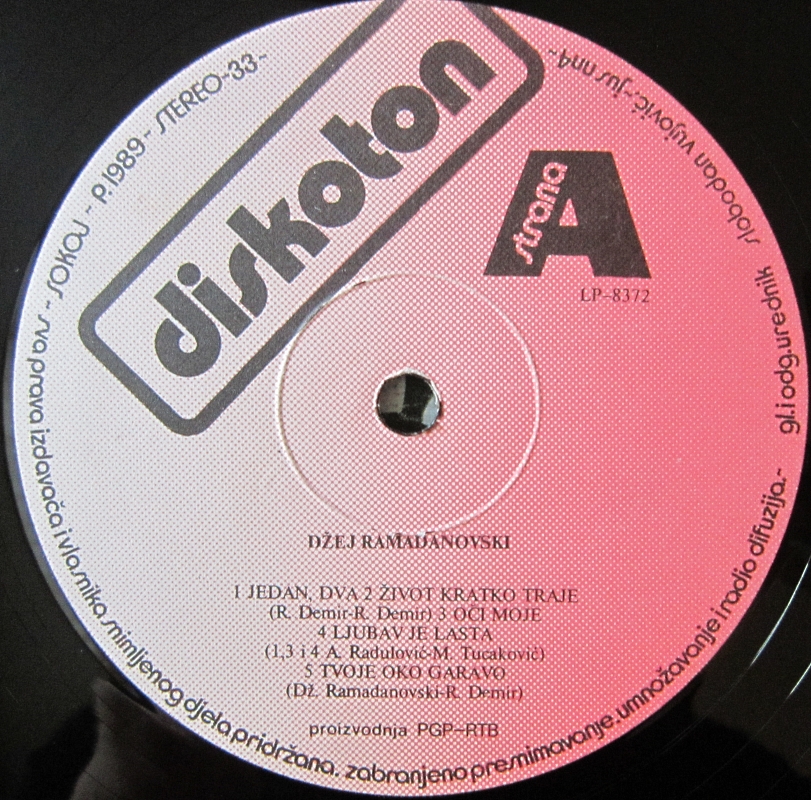 diskoton
strana A
LP-8372
DŽEJ RAMADANOVSKI
1 JEDAN, DVA 2 ŽIVOT KRATKO TRAJE
(R. Demir-R. Demir) 3 OČI MOJE
4 LJUBAV JE LASTA
(1,3 i 4 A. Radulović-M. Tucaković)
5 TVOJE OKO GARAVO
(Dž. Ramadanovski-R. Demir)
proizvodnja PGP-RTB
gl.i odg.urednik slobodan vujović.-jus nn4-
STEREO-33- P.1989- SOKOJ - sva prava izdavača i vlasnika snimljenog djela pridržana. zabranjeno presnimavanje.umnožavanje i radio difuzija.-